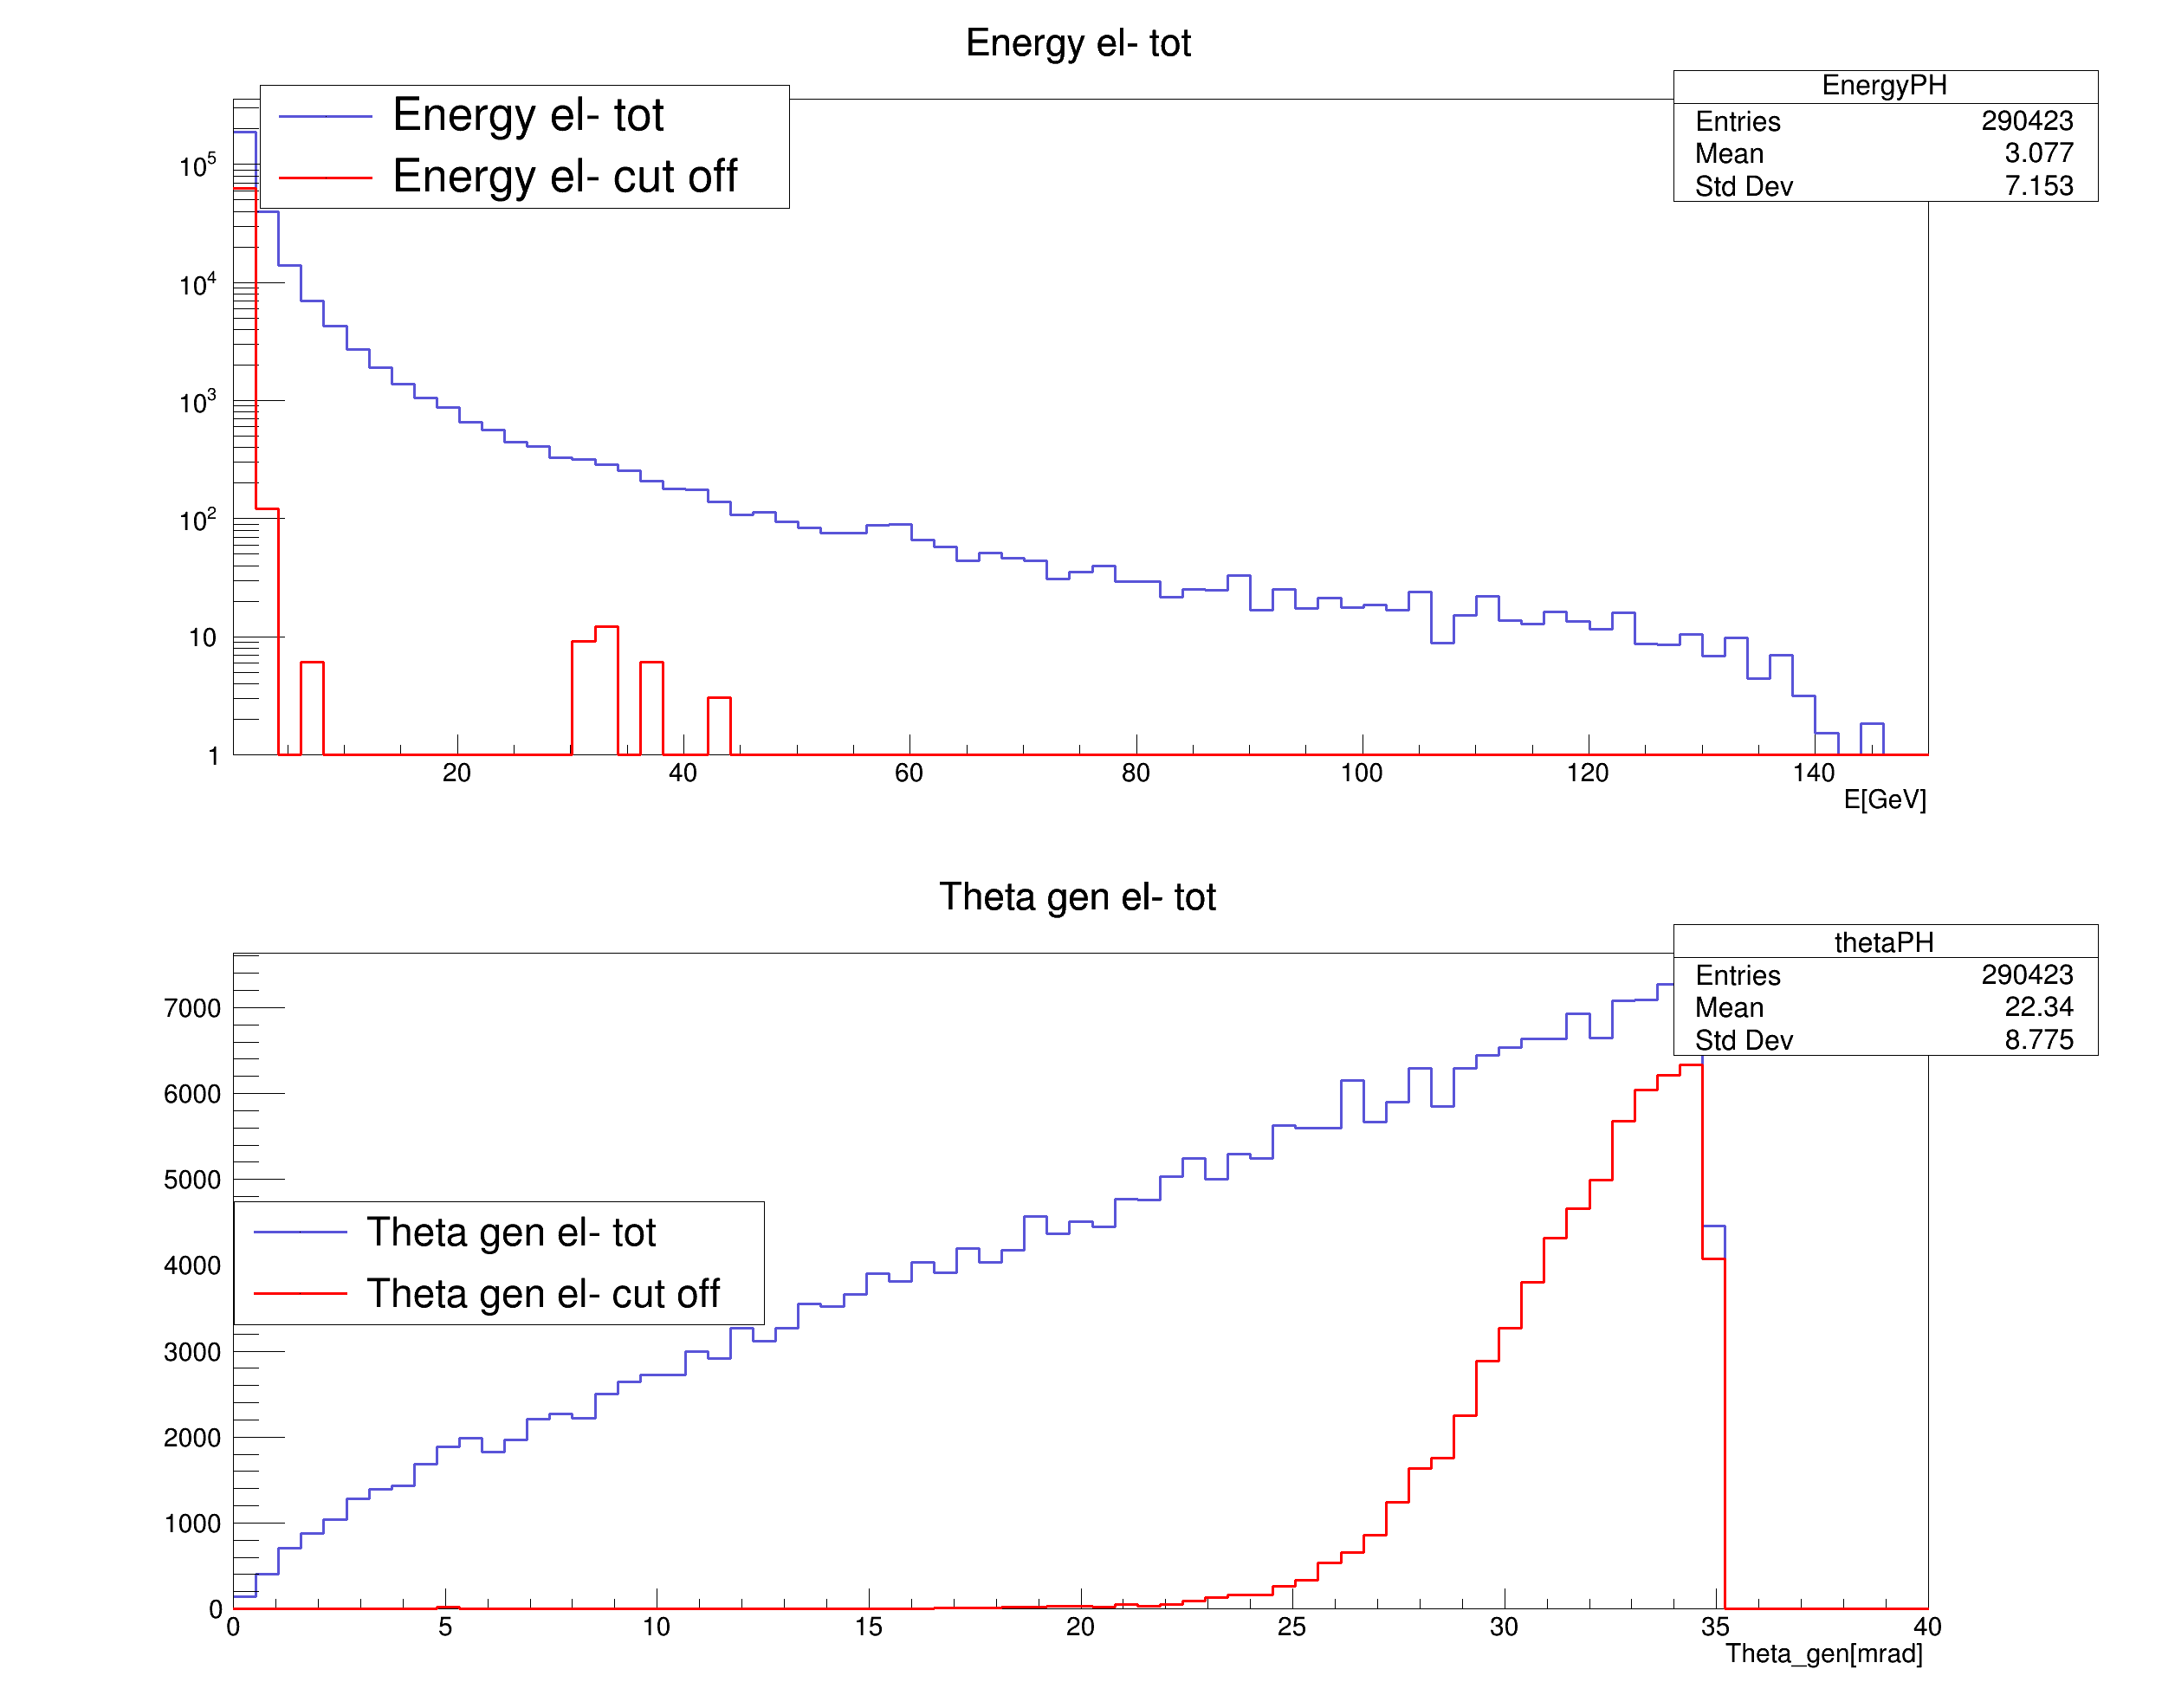 Energy el- tot
Energy el- tot
Energy el- cut off
EnergyPH
Entries 290423
Mean 3.077
Std Dev 7.153
10^5
10^4
10^3
10^2
10
1
20 40 60 80 100 120 140
E[GeV]
Theta gen el- tot
thetaPH
Entries 290423
Mean 22.34
Std Dev 8.775
7000
6000
5000
4000
3000
2000
1000
0
Theta gen el- tot
Theta gen el- cut off
0 5 10 15 20 25 30 35 40
Theta_gen[mrad]